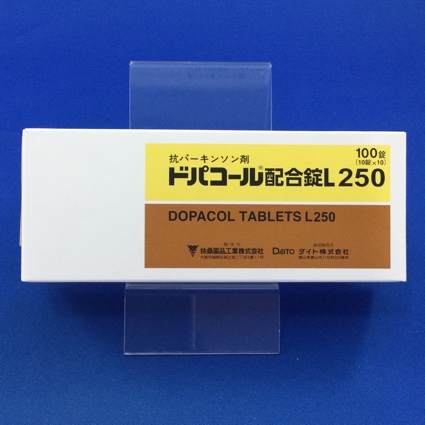 抗パーキンソン剤
100錠
(10錠×10)
ドパコール®配合錠L250
DOPACOL TABLETS L250
扶桑薬品工業株式会社
DAITO ダイト株式会社